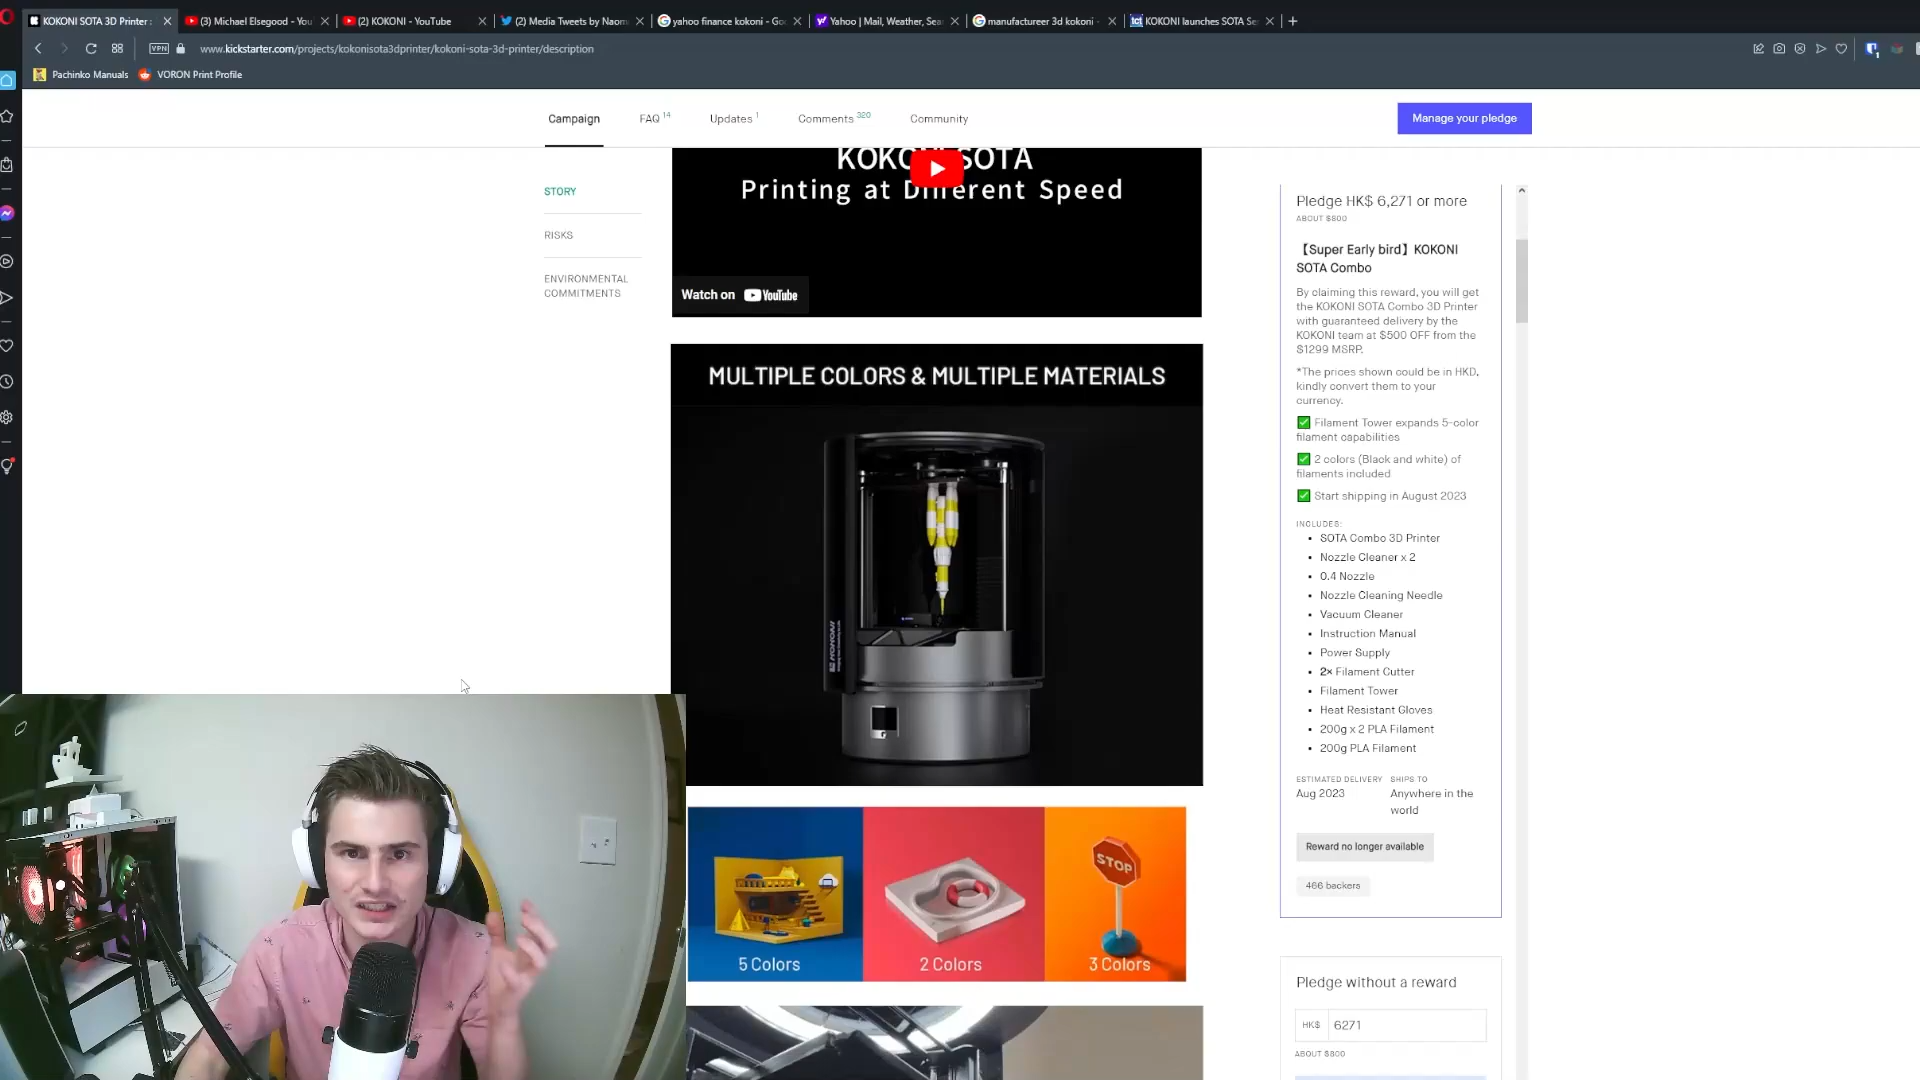 KOKONI SOTA 3D Printer :
(3) Michael Elsegood - You
(2) KOKONI - YouTube
(2) Media Tweets by Naom
yahoo finance kokoni - Go
Yahoo | Mail, Weather, Sea
manufactureer 3d kokoni -
tct KOKONI launches SOTA Se
VPN
www.kickstarter.com/projects/kokonisota3dprinter/kokoni-sota-3d-printer/description
Pachinko Manuals
VORON Print Profile
Campaign
FAQ 14
Updates 1
Comments 320
Community
Manage your pledge
STORY
RISKS
ENVIRONMENTAL
COMMITMENTS
SOTA
Printing at Different Speed
Watch on YouTube
MULTIPLE COLORS & MULTIPLE MATERIALS
KOKONI
5 Colors
2 Colors
STOP
3 Colors
Pledge HK$ 6,271 or more
ABOUT $800
【Super Early bird】KOKONI
SOTA Combo
By claiming this reward, you will get
the KOKONI SOTA Combo 3D Printer
with guaranteed delivery by the
KOKONI team at $500 OFF from the
$1299 MSRP.
*The prices shown could be in HKD,
kindly convert them to your
currency.
✅ Filament Tower expands 5-color
filament capabilities
✅ 2 colors (Black and white) of
filaments included
✅ Start shipping in August 2023
INCLUDES:
• SOTA Combo 3D Printer
• Nozzle Cleaner x 2
• 0.4 Nozzle
• Nozzle Cleaning Needle
• Vacuum Cleaner
• Instruction Manual
• Power Supply
• 2× Filament Cutter
• Filament Tower
• Heat Resistant Gloves
• 200g x 2 PLA Filament
• 200g PLA Filament
ESTIMATED DELIVERY
Aug 2023
SHIPS TO
Anywhere in the
world
Reward no longer available
466 backers
Pledge without a reward
HK$ 6271
ABOUT $800